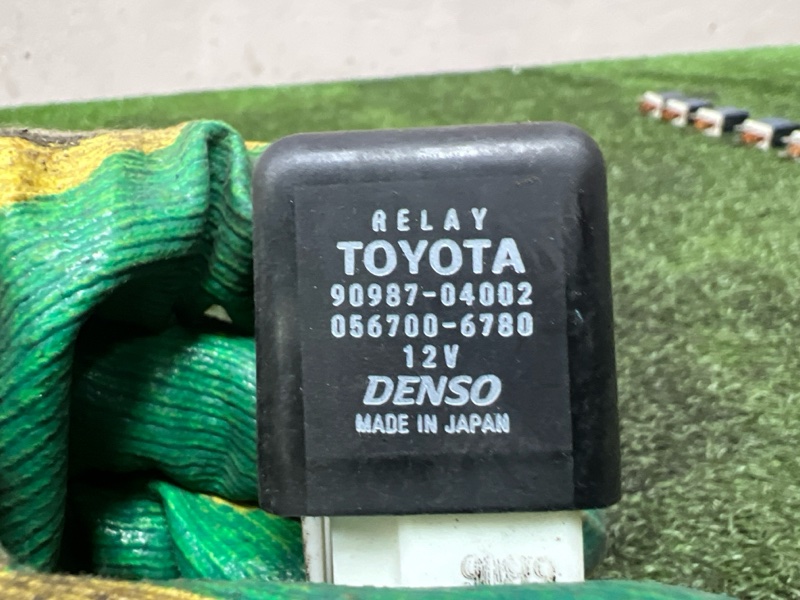 RELAY
TOYOTA
90987-04002
056700-6780
12V
DENSO
MADE IN JAPAN